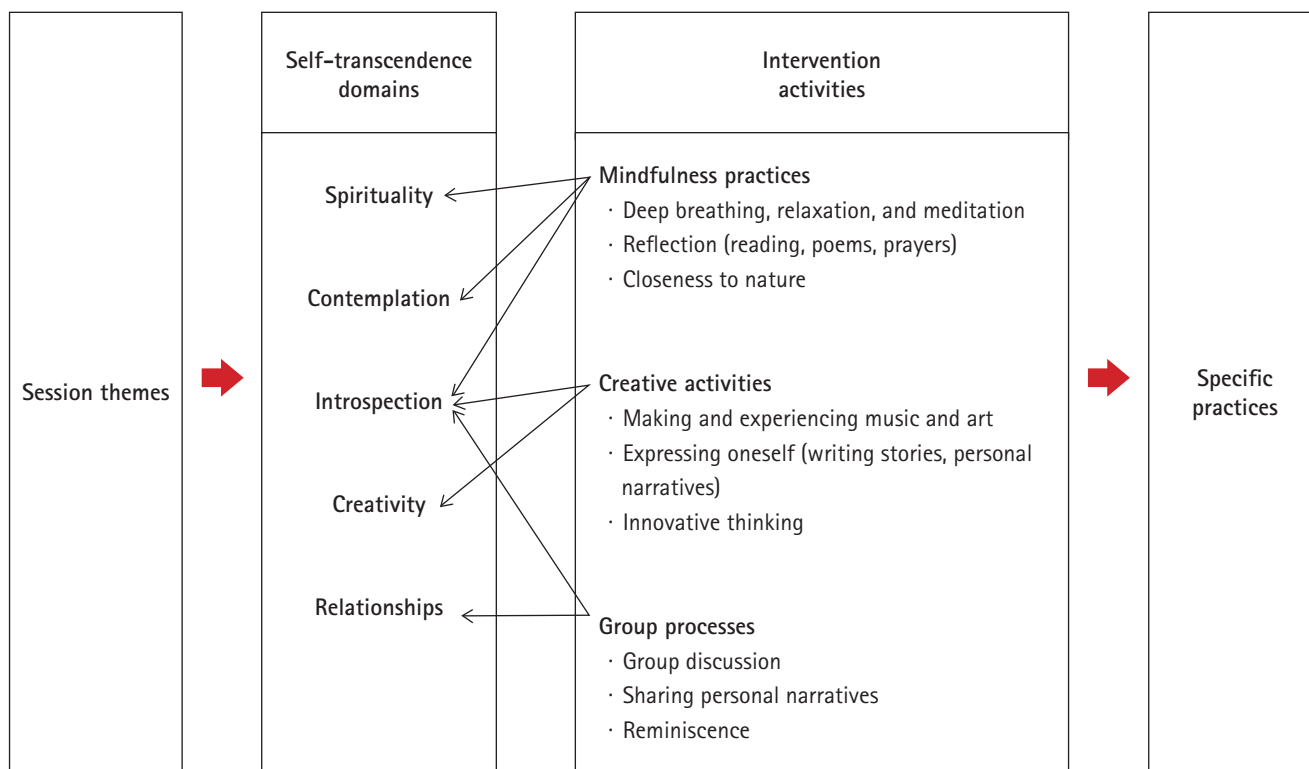 Session themes
Self-transcendence
domains
Spirituality
Contemplation
Introspection
Creativity
Relationships
Intervention
activities
Mindfulness practices
· Deep breathing, relaxation, and meditation
· Reflection (reading, poems, prayers)
· Closeness to nature
Creative activities
· Making and experiencing music and art
· Expressing oneself (writing stories, personal
narratives)
· Innovative thinking
Group processes
· Group discussion
· Sharing personal narratives
· Reminiscence
Specific
practices